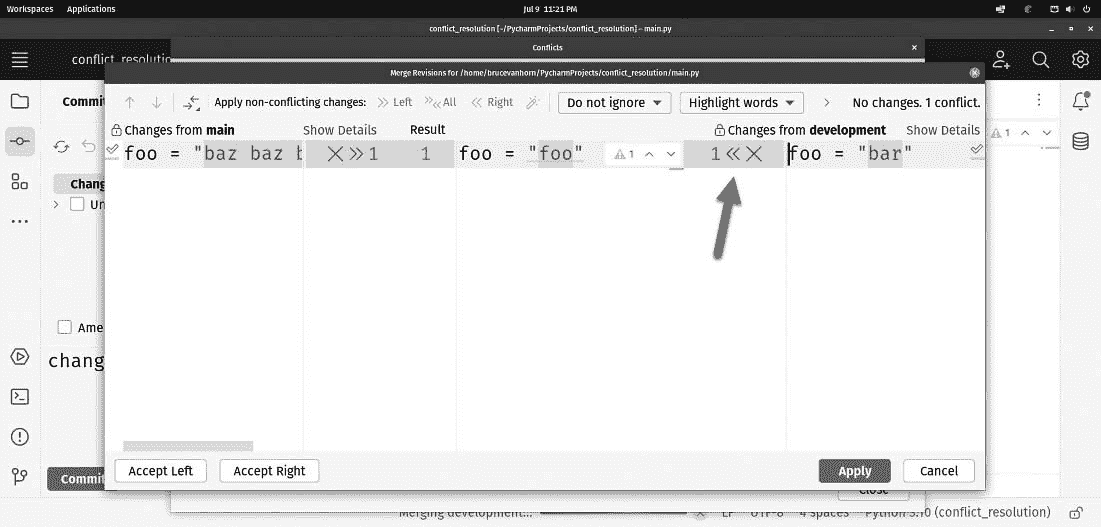 Workspaces Applications Jul 9 11:21 PM
conflict_resolution [~/PycharmProjects/conflict_resolution] – main.py
Conflicts
conflict_resolutio
Merge Revisions for /home/brucevanhorn/PycharmProjects/conflict_resolution/main.py
Commi
Apply non-conflicting changes: Left All Right Do not ignore Highlight words No changes. 1 conflict.
Changes from main Show Details Result Changes from development Show Details
1
foo = "baz baz b 1 1 foo = "foo" 1 1 foo = "bar"
Chang
Un
Ame
chang
Accept Left Accept Right Apply Cancel
Commi
Close
Merging development... LF UTF-8 4 spaces Python 3.10 (conflict_resolution)